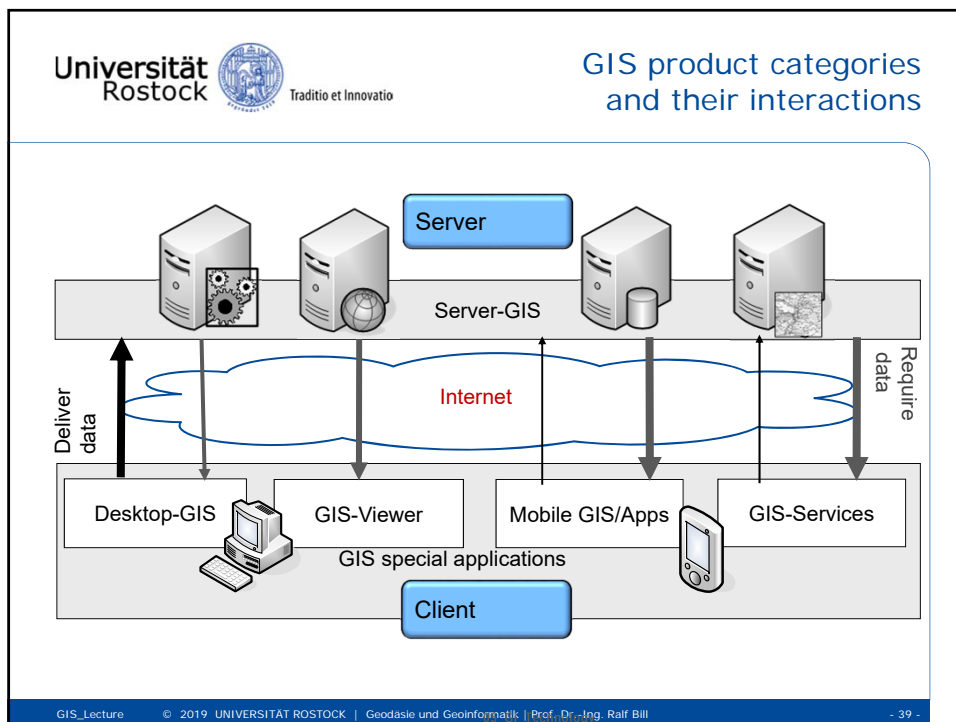 Universität
Rostock
Traditio et Innovatio
GIS product categories
and their interactions
Server
Server-GIS
Deliver
data
Internet
Require
data
Desktop-GIS
GIS-Viewer
Mobile GIS/Apps
GIS-Services
GIS special applications
Client
GIS_Lecture © 2019 UNIVERSITÄT ROSTOCK | Geodäsie und Geoinformatik | Prof. Dr.-Ing. Ralf Bill - 39 -